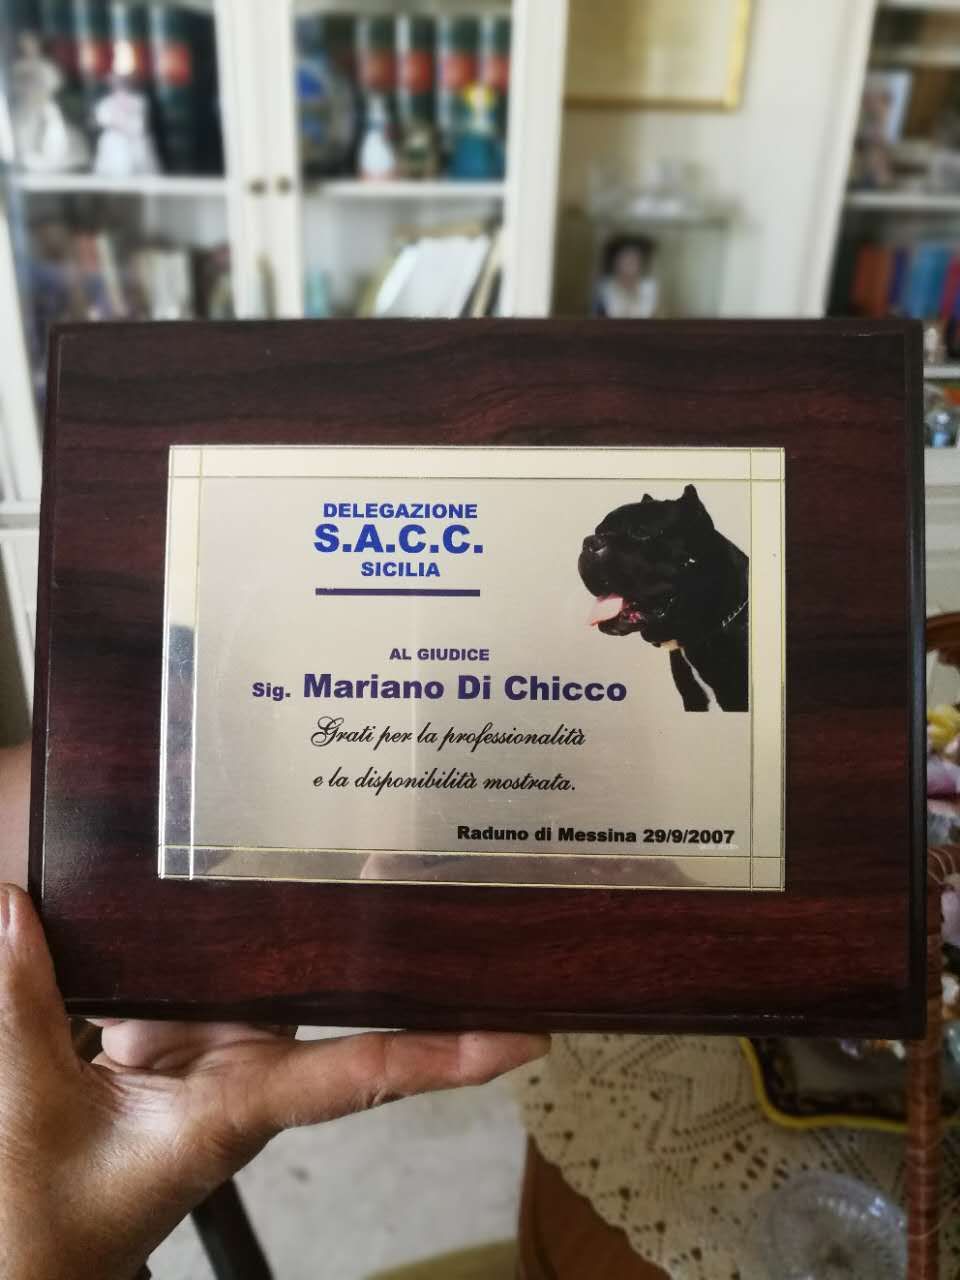 DELEGAZIONE
S.A.C.C.
SICILIA
AL GIUDICE
Sig. Mariano Di Chicco
Grati per la professionalità
e la disponibilità mostrata.
Raduno di Messina 29/9/2007